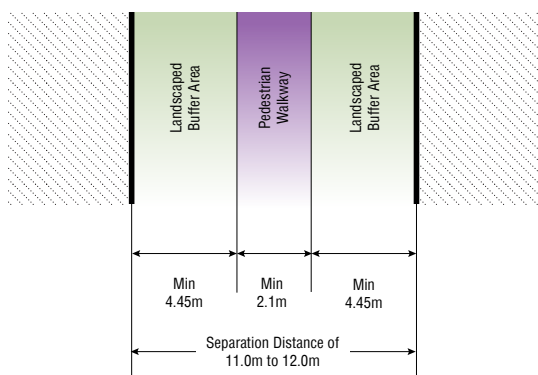 Landscaped
Buffer Area
Pedestrian
Walkway
Landscaped
Buffer Area
Min
4.45m
Min
2.1m
Min
4.45m
Separation Distance of
11.0m to 12.0m